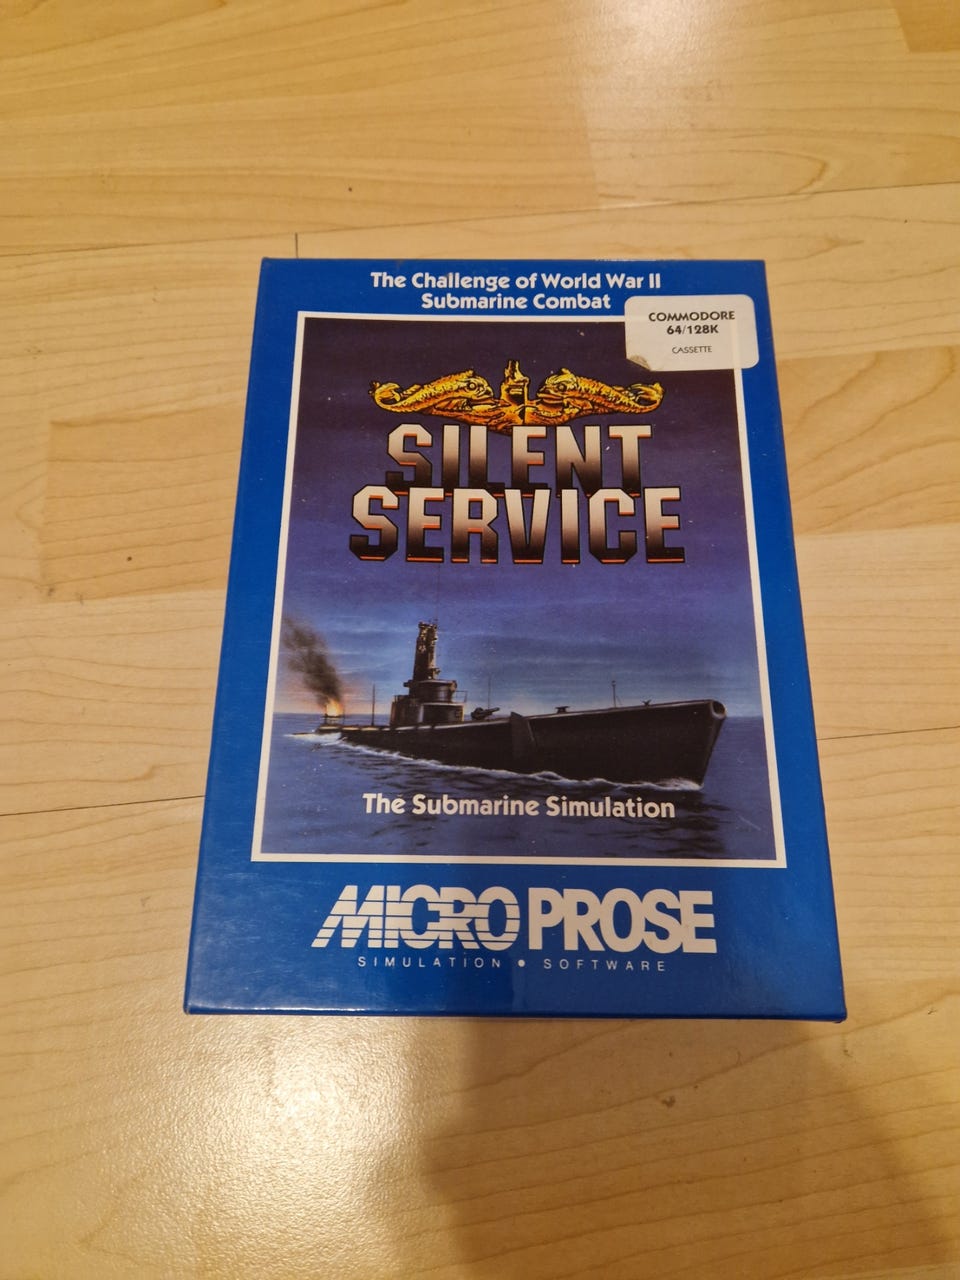 The Challenge of World War II
Submarine Combat
COMMODORE
64/128K
CASSETTE
SILENT
SERVICE
The Submarine Simulation
MICRO PROSE
SIMULATION • SOFTWARE